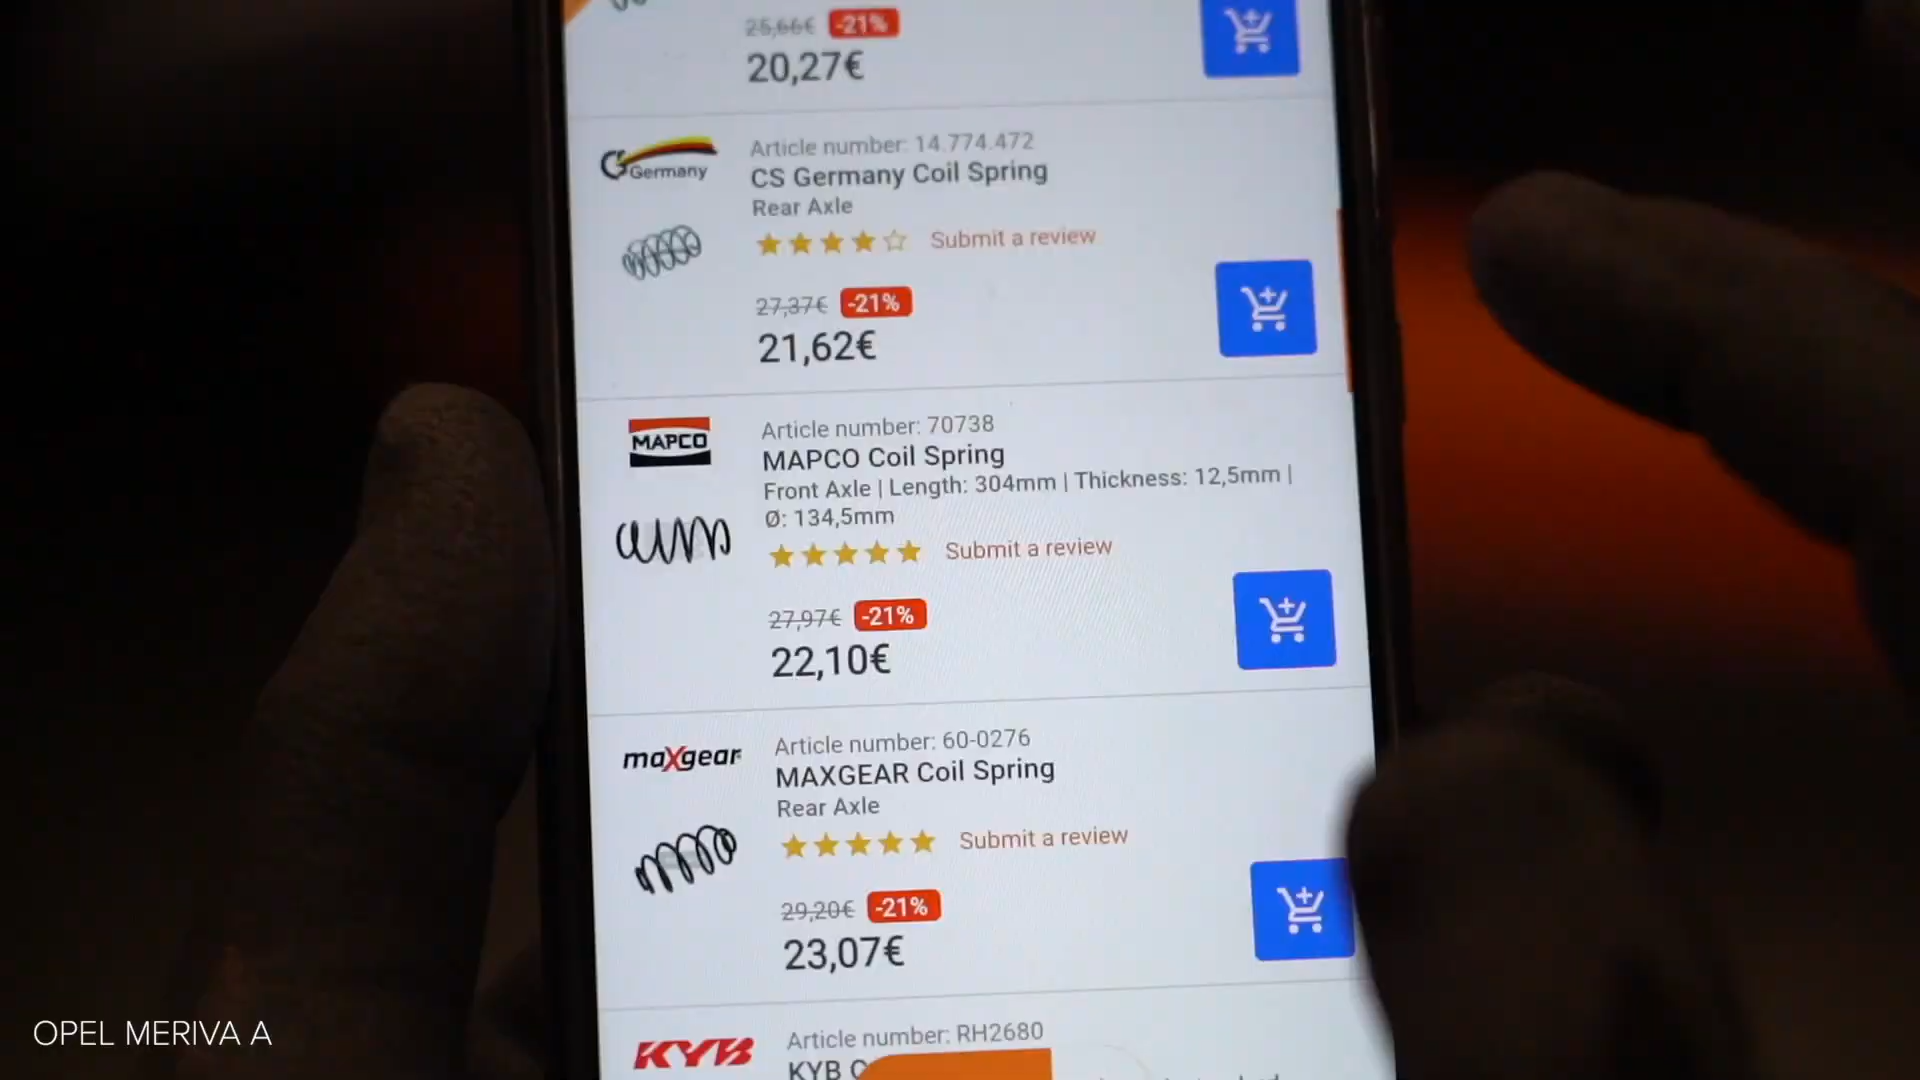 25,66€ -21%
20,27€
CS Germany
Article number: 14.774.472
CS Germany Coil Spring
Rear Axle
Submit a review
27,37€ -21%
21,62€
MAPCO
Article number: 70738
MAPCO Coil Spring
Front Axle | Length: 304mm | Thickness: 12,5mm |
Ø: 134,5mm
Submit a review
27,97€ -21%
22,10€
maXgear
Article number: 60-0276
MAXGEAR Coil Spring
Rear Axle
Submit a review
29,20€ -21%
23,07€
KYB
Article number: RH2680
KYB
OPEL MERIVA A